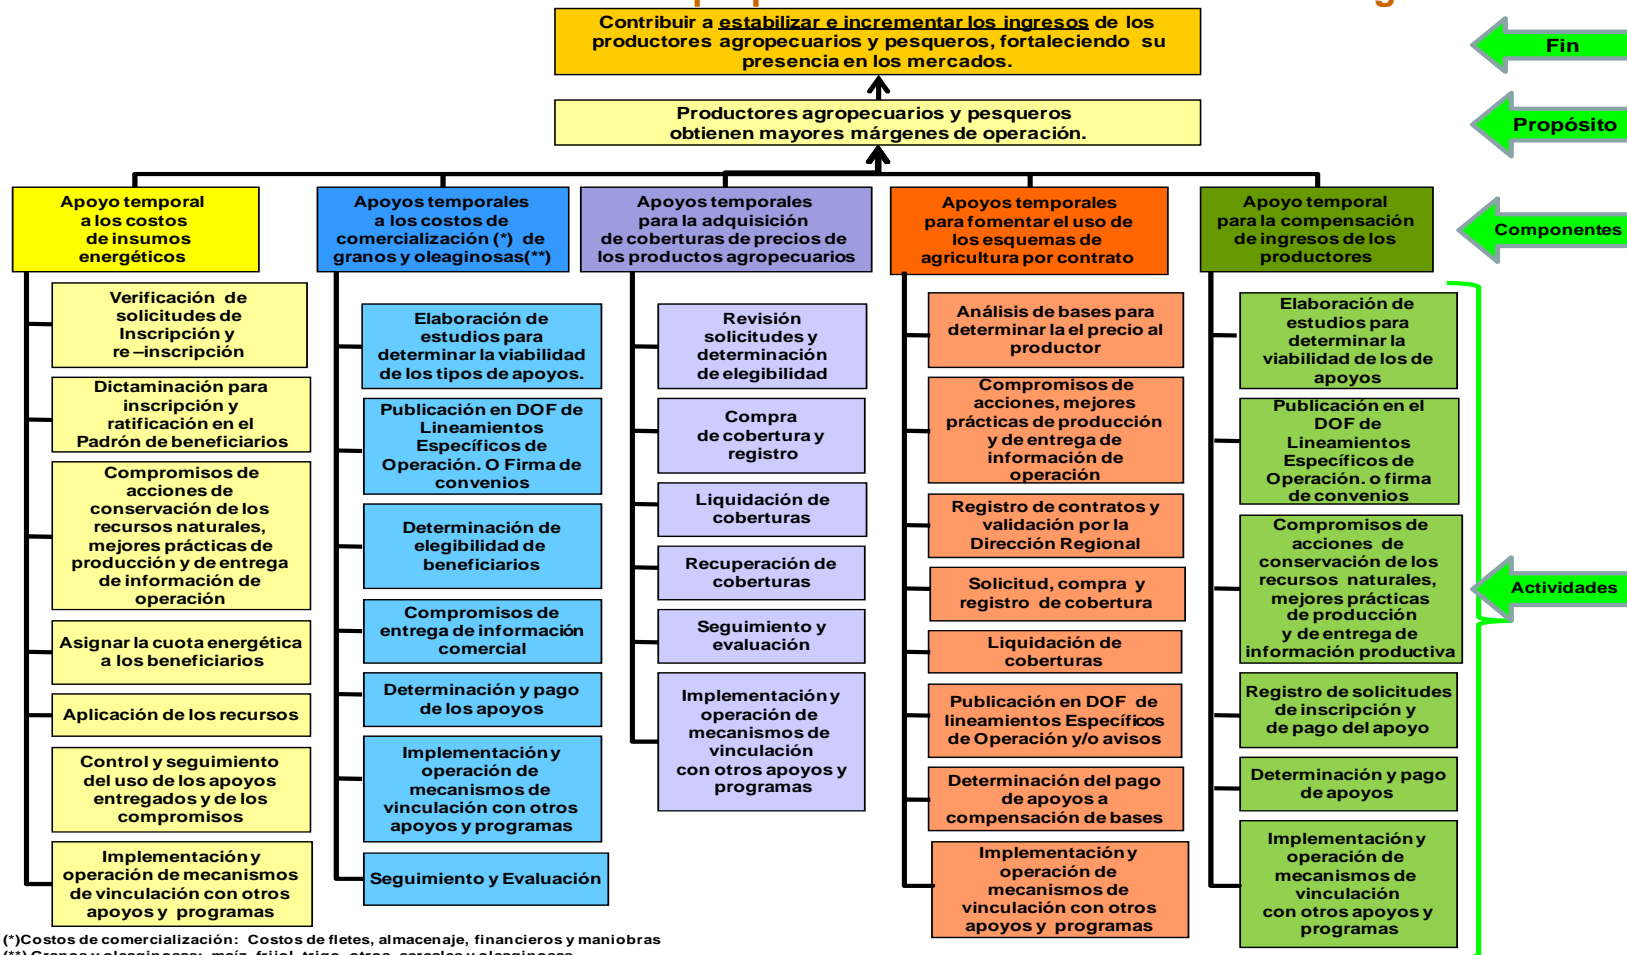 Contribuir a estabilizar e incrementar los ingresos de los
productores agropecuarios y pesqueros, fortaleciendo su
presencia en los mercados.
Fin
Productores agropecuarios y pesqueros
obtienen mayores márgenes de operación.
Propósito
Apoyo temporal
a los costos
de insumos
energéticos
Apoyos temporales
a los costos de
comercialización (*) de
granos y oleaginosas(**)
Apoyos temporales
para la adquisición
de coberturas de precios de
los productos agropecuarios
Apoyos temporales
para fomentar el uso de
los esquemas de
agricultura por contrato
Apoyo temporal
para la compensación
de ingresos de los
productores
Componentes
Verificación de
solicitudes de
Inscripción y
re –inscripción
Dictaminación para
inscripción y
ratificación en el
Padrón de beneficiarios
Compromisos de
acciones de
conservación de los
recursos naturales,
mejores prácticas de
producción y de entrega
de información de
operación
Asignar la cuota energética
a los beneficiarios
Aplicación de los recursos
Control y seguimiento
del uso de los apoyos
entregados y de los
compromisos
Implementación y
operación de mecanismos
de vinculación con otros
apoyos y programas
Elaboración de
estudios para
determinar la viabilidad
de los tipos de apoyos.
Publicación en DOF de
Lineamientos
Específicos de
Operación. O Firma de
convenios
Determinación de
elegibilidad de
beneficiarios
Compromisos de
entrega de información
comercial
Determinación y pago
de los apoyos
Implementación y
operación de
mecanismos de
vinculación con otros
apoyos y programas
Seguimiento y Evaluación
Revisión
solicitudes y
determinación
de elegibilidad
Compra
de cobertura y
registro
Liquidación de
coberturas
Recuperación de
coberturas
Seguimiento y
evaluación
Implementación y
operación de
mecanismos de
vinculación
con otros apoyos y
programas
Análisis de bases para
determinar la el precio al
productor
Compromisos de
acciones, mejores
prácticas de producción
y de entrega de
información de
operación
Registro de contratos y
validación por la
Dirección Regional
Solicitud, compra y
registro de cobertura
Liquidación de
coberturas
Publicación en DOF de
lineamientos Específicos
de Operación y/o avisos
Determinación del pago
de apoyos a
compensación de bases
Implementación y
operación de
mecanismos de
vinculación con otros
apoyos y programas
Elaboración de
estudios para
determinar la
viabilidad de los de
apoyos
Publicación en el
DOF de
Lineamientos
Específicos de
Operación. o firma
de convenios
Compromisos de
acciones de
conservación de los
recursos naturales,
mejores prácticas
de producción
y de entrega de
información productiva
Registro de solicitudes
de inscripción y
de pago del apoyo
Determinación y pago
de apoyos
Implementación y
operación de
mecanismos de
vinculación
con otros apoyos y
programas
Actividades
(*)Costos de comercialización: Costos de fletes, almacenaje, financieros y maniobras
(**) Granos y oleaginosas: maíz, frijol, trigo, otros cereales y oleaginosas